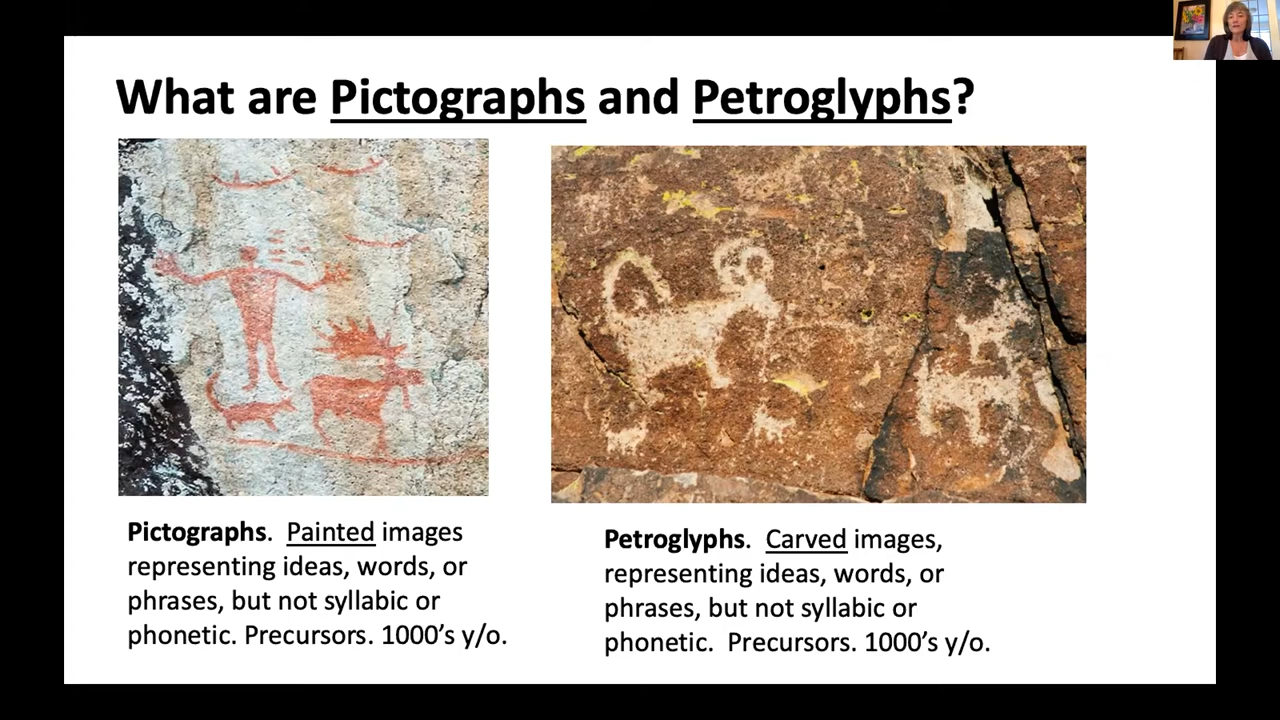 What are Pictographs and Petroglyphs?
Pictographs. Painted images
representing ideas, words, or
phrases, but not syllabic or
phonetic. Precursors. 1000's y/o.
Petroglyphs. Carved images,
representing ideas, words, or
phrases, but not syllabic or
phonetic. Precursors. 1000's y/o.